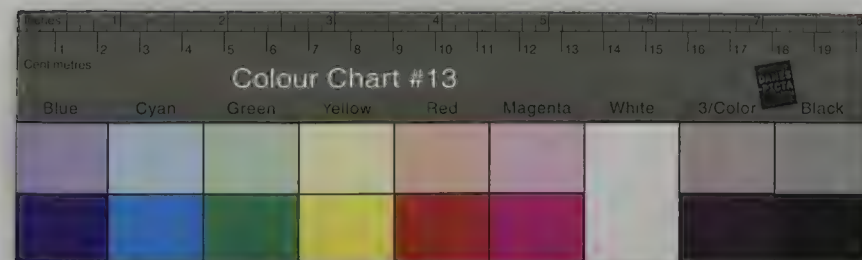 Inches 1 2 3 4 5 6 7
1 2 3 4 5 6 7 8 9 10 11 12 13 14 15 16 17 18 19
Centimetres
Colour Chart #13
DANES
-PICTA
Blue Cyan Green Yellow Red Magenta White 3/Color Black